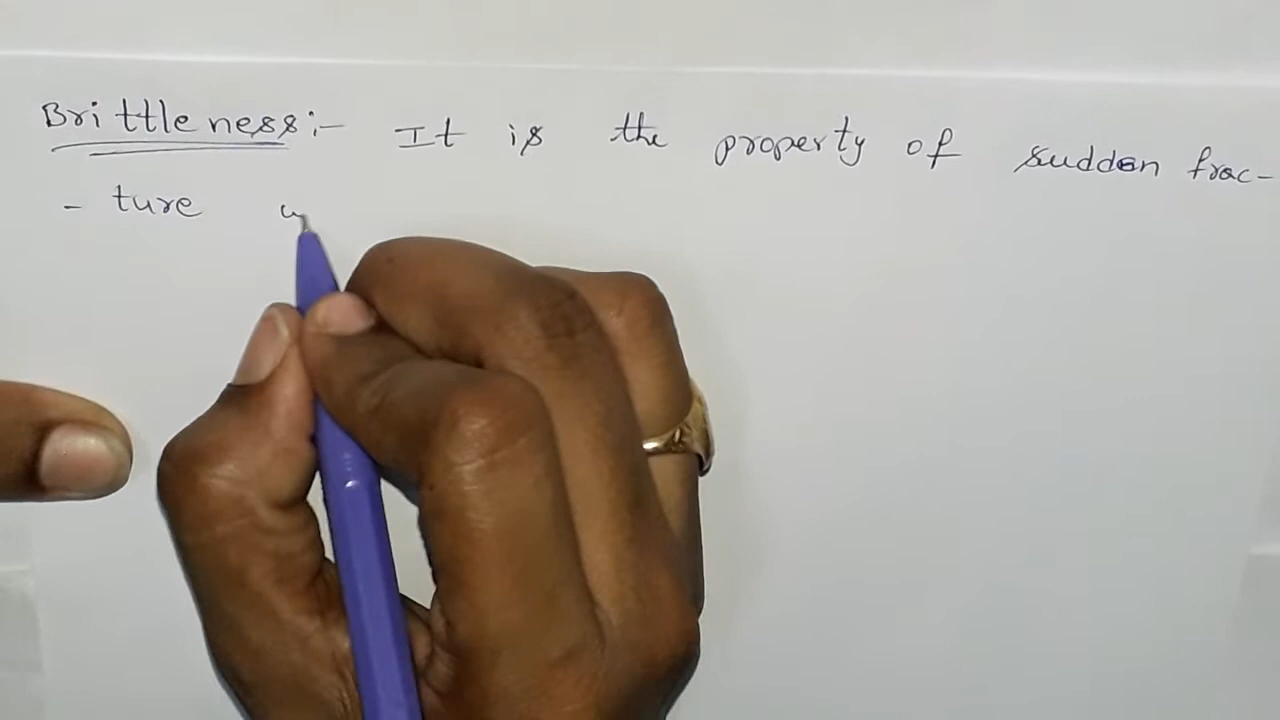 Brittleness:- It is the property of sudden frac-
- ture